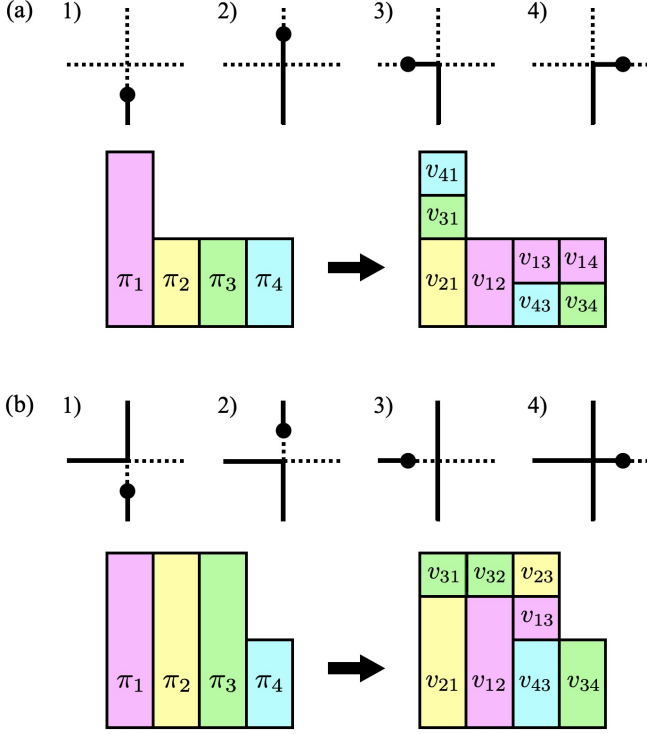 (a) 1) 2) 3) 4)
v₄₁
v₃₁
π₁ π₂ π₃ π₄ v₂₁ v₁₂ v₁₃ v₁₄
v₄₃ v₃₄
(b) 1) 2) 3) 4)
v₃₁ v₃₂ v₂₃
v₁₃
π₁ π₂ π₃ π₄ v₂₁ v₁₂ v₄₃ v₃₄